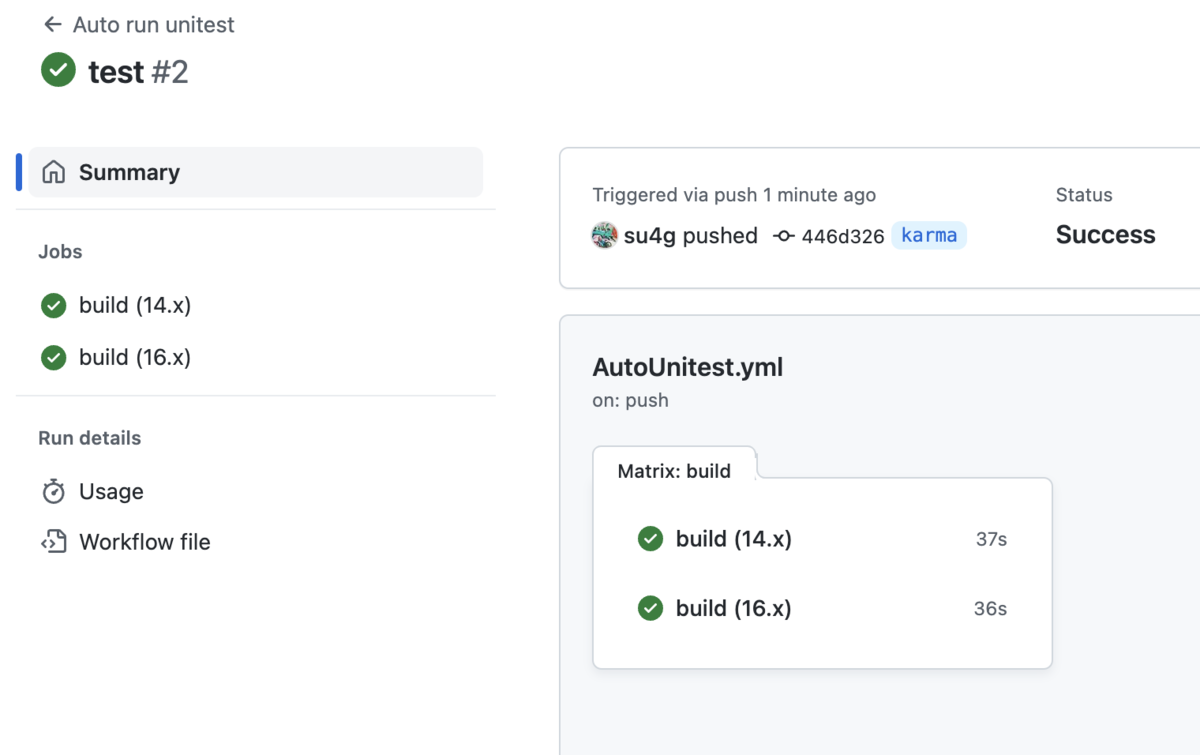 Auto run unitest
test #2
Summary
Jobs
build (14.x)
build (16.x)
Run details
Usage
Workflow file
Triggered via push 1 minute ago
su4g pushed 446d326 karma
Status
Success
AutoUnitest.yml
on: push
Matrix: build
build (14.x) 37s
build (16.x) 36s